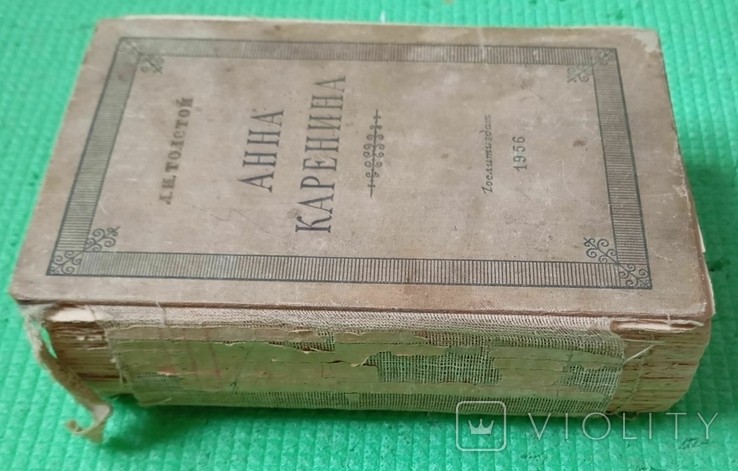 Л.Н. ТОЛСТОЙ
АННА
КАРЕНИНА
Гослитиздат
1956
VIOLITY